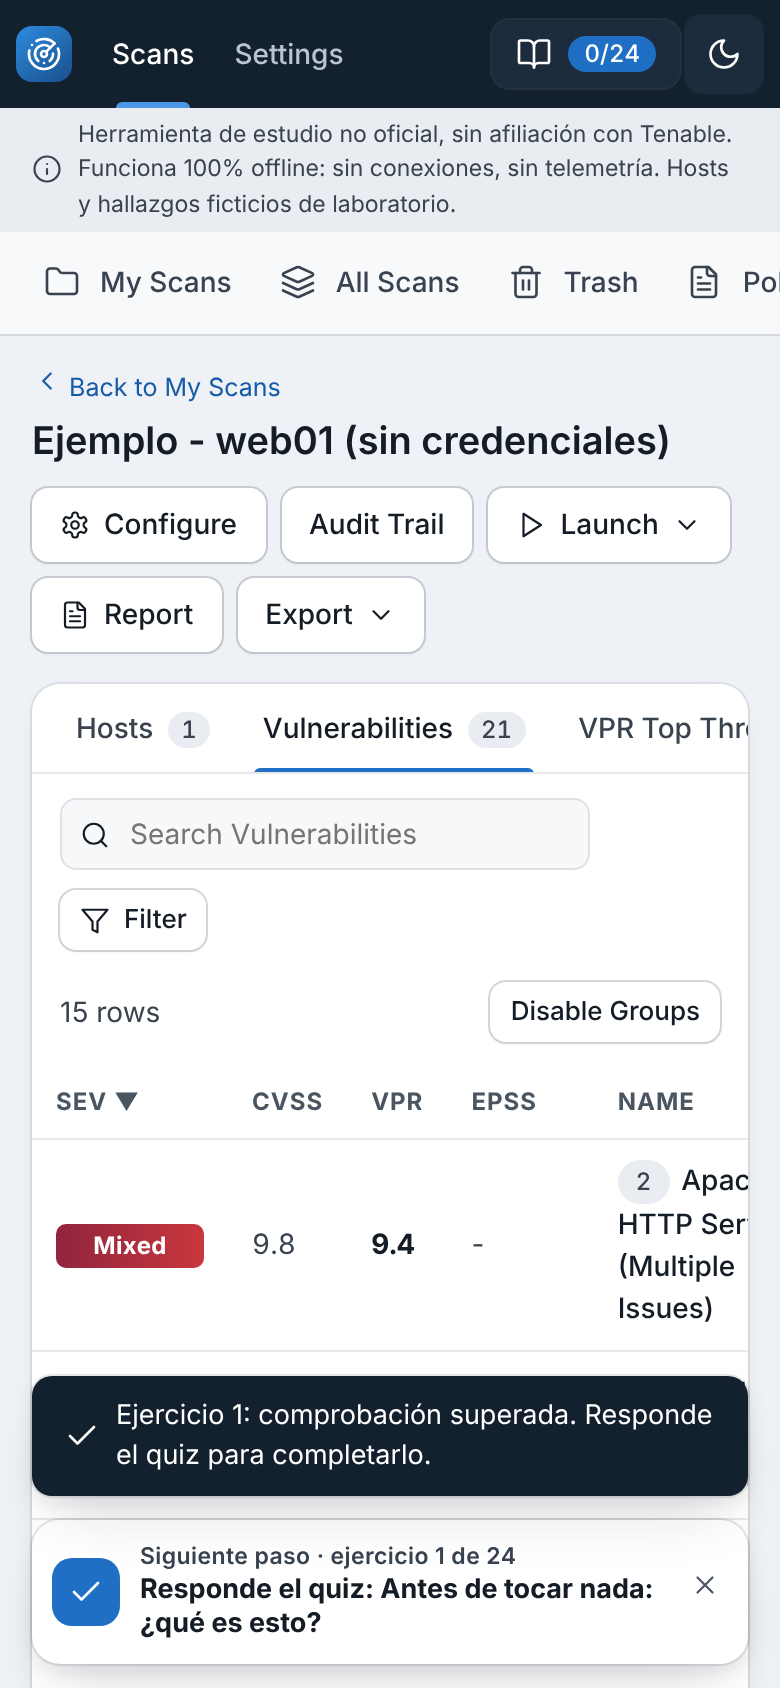 Scans
Settings
0/24
Herramienta de estudio no oficial, sin afiliación con Tenable.
Funciona 100% offline: sin conexiones, sin telemetría. Hosts
y hallazgos ficticios de laboratorio.
My Scans
All Scans
Trash
Back to My Scans
Ejemplo - web01 (sin credenciales)
Configure
Audit Trail
Launch
Report
Export
Hosts 1
Vulnerabilities 21
VPR Top
Search Vulnerabilities
Filter
15 rows
Disable Groups
SEV ▼ CVSS VPR EPSS NAME
Mixed 9.8 9.4 - 2
HTTP
(Multiple
Issues)
Ejercicio 1: comprobación superada. Responde
el quiz para completarlo.
Siguiente paso · ejercicio 1 de 24
Responde el quiz: Antes de tocar nada:
¿qué es esto?